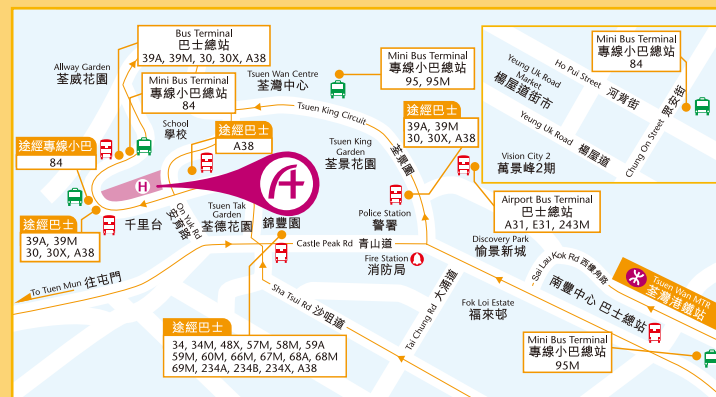 Bus Terminal
巴士總站
39A, 39M, 30, 30X, A38
Allway Garden
荃威花園
Mini Bus Terminal
專線小巴總站
84
School
學校
途經巴士
A38
途經專線小巴
84
途經巴士
39A, 39M
30, 30X, A38
H
千里台
On Yuk Rd
安育路
Tsuen Tak
Garden
荃德花園
錦豐園
Tsuen Wan Centre
荃灣中心
Mini Bus Terminal
專線小巴總站
95, 95M
Tsuen King Circuit
荃景圍
Tsuen King
Garden
荃景花園
途經巴士
39A, 39M
30, 30X, A38
Police Station
警署
Castle Peak Rd 青山道
Fire Station
消防局
To Tuen Mun 往屯門
Sha Tsui Rd 沙咀道
Tai Chung Rd 大涌道
途經巴士
34, 34M, 48X, 57M, 58M, 59A
59M, 60M, 66M, 67M, 68A, 68M
69M, 234A, 234B, 234X, A38
Yeung Uk Road
Market
楊屋道街市
Ho Pui Street 河背街
Mini Bus Terminal
專線小巴總站
84
Yeung Uk Road 楊屋道
Chung On Street 眾安街
Vision City 2
萬景峰2期
Airport Bus Terminal
巴士總站
A31, E31, 243M
Discovery Park
愉景新城
Sai Lau Kok Rd 西樓角路
Tsuen Wan MTR
荃灣港鐵站
南豐中心 巴士總站
Fok Loi Estate
福來邨
Mini Bus Terminal
專線小巴總站
95M